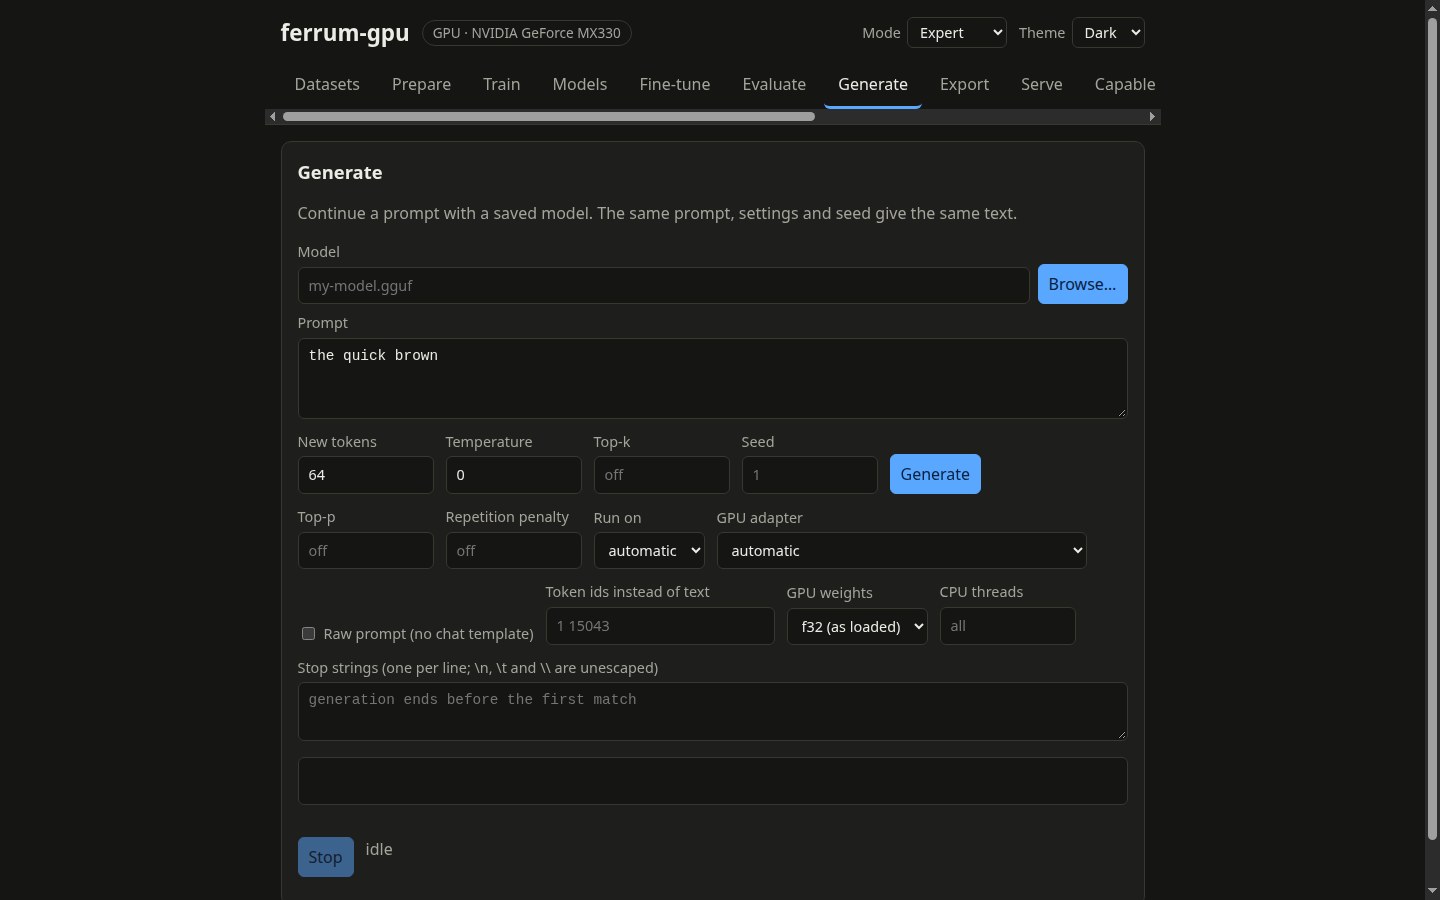 ferrum-gpu GPU · NVIDIA GeForce MX330 Mode Expert Theme Dark
Datasets Prepare Train Models Fine-tune Evaluate Generate Export Serve Capable
Generate
Continue a prompt with a saved model. The same prompt, settings and seed give the same text.
Model
my-model.gguf Browse...
Prompt
the quick brown
New tokens Temperature Top-k Seed
64 0 off 1 Generate
Top-p Repetition penalty Run on GPU adapter
off off automatic automatic
Token ids instead of text GPU weights CPU threads
Raw prompt (no chat template) 1 15043 f32 (as loaded) all
Stop strings (one per line; \n, \t and \\ are unescaped)
generation ends before the first match
Stop idle